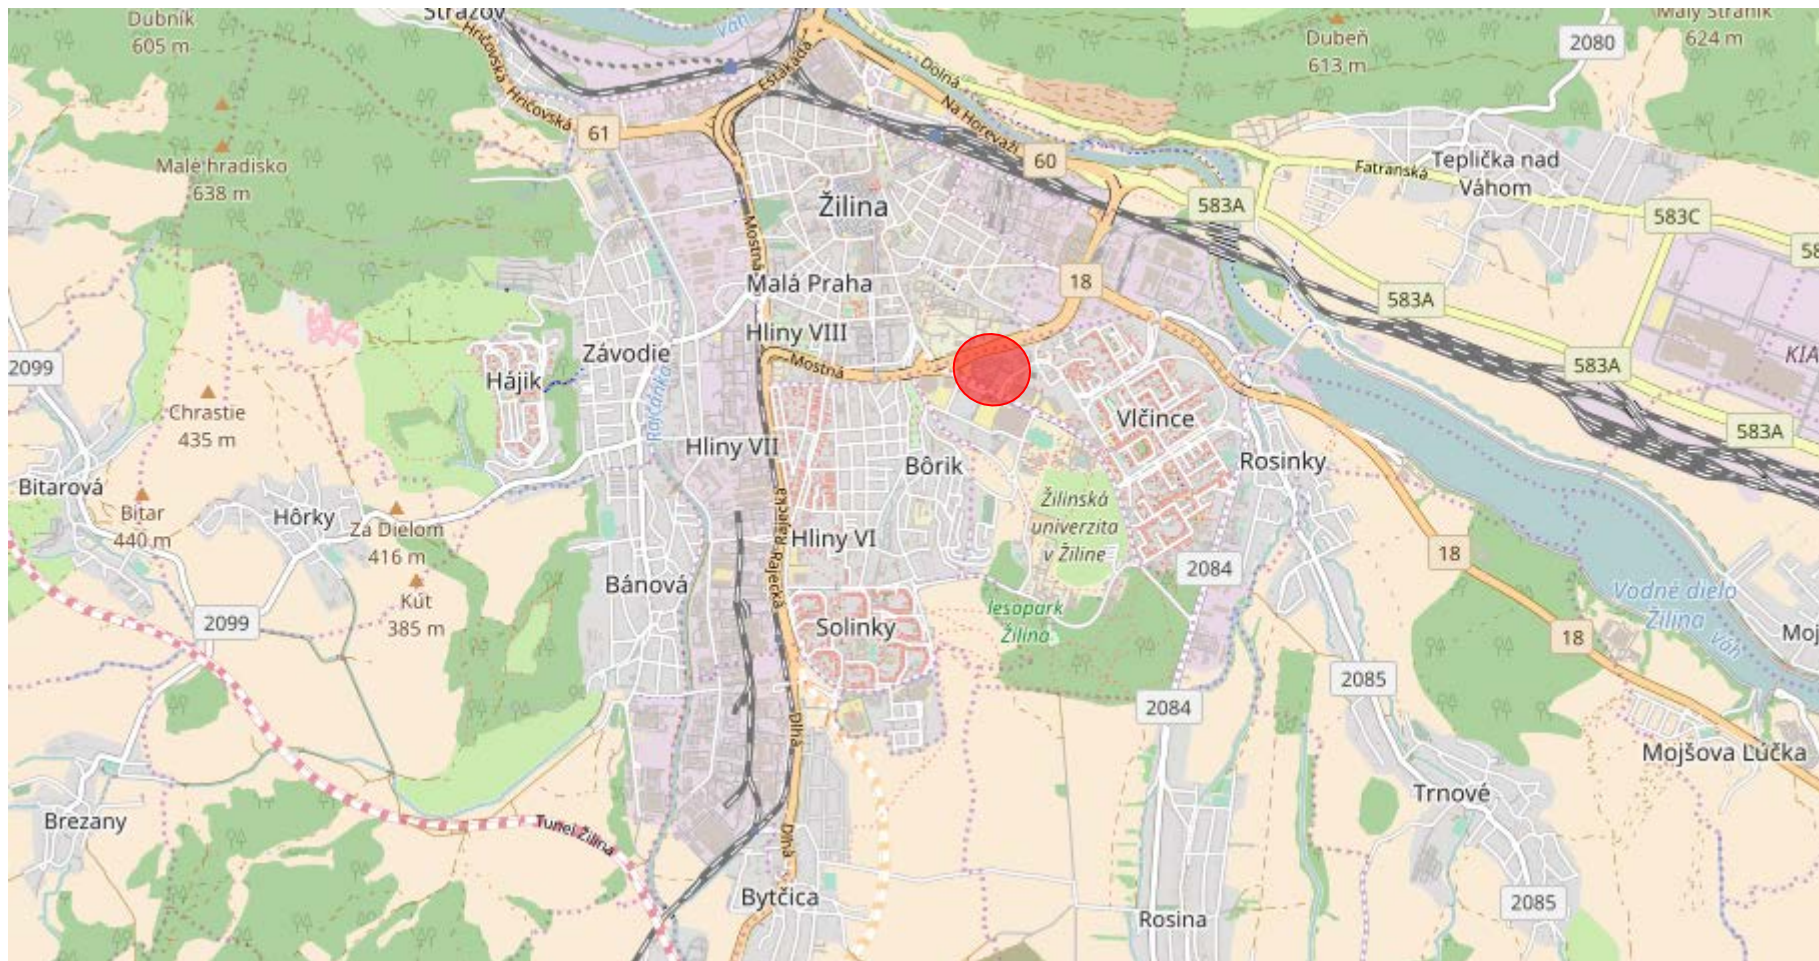 Dubník
605 m
Strážov
Váh
Hričovská
Hričovská
Estakáda
Dolná
Na Horevaží
Dubeň
613 m
Malý Straník
624 m
2080
61
60
Malé hradisko
638 m
Žilina
Mostná
Malá Praha
583A
Fatranská
Teplička nad
Váhom
583C
18
583A
Hliny VIII
Mostná
Závodie
Hájik
Rajčianka
2099
583A
KIA
Chrastie
435 m
Vlčince
583A
Hliny VII
Bôrik
Rosinky
Bitarová
Bitar
440 m
Hôrky
Za Dielom
416 m
Rajecká
Rajecká
Hliny VI
Žilinská
univerzita
v Žiline
18
2084
Bánová
Kút
385 m
2099
Solinky
lesopark
Žilina
Vodné dielo
Žilina
Váh
18
Moj
2085
2084
Dlhá
Mojšova Lúčka
Trnové
Brezany
Tunel Žilina
Dlhá
Bytčica
Rosina
2085